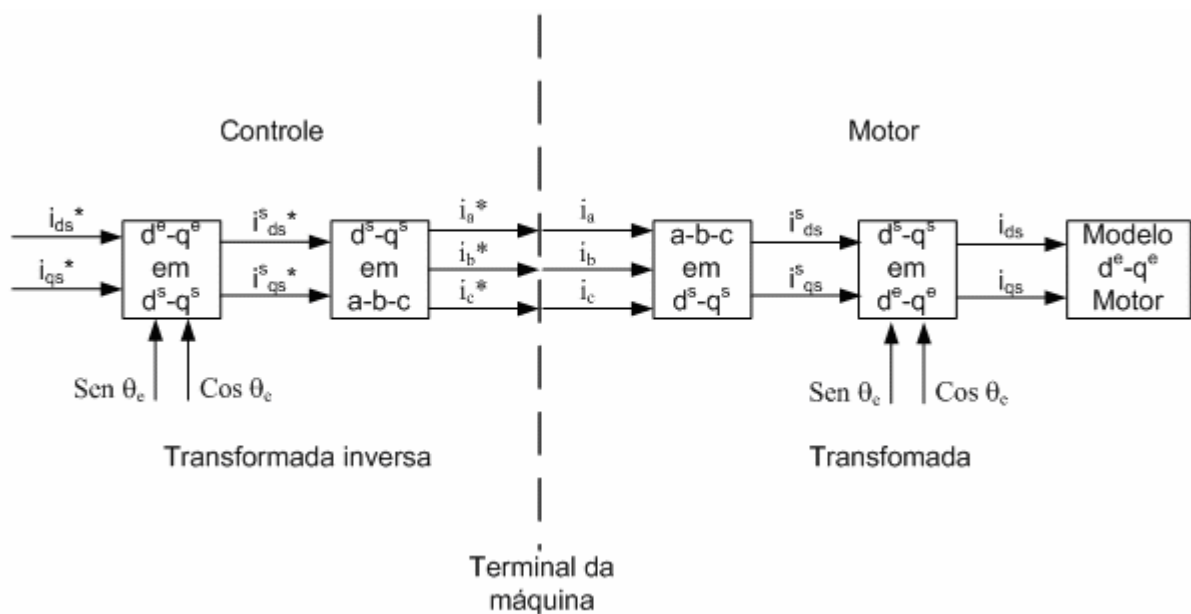 Controle
Motor
i_ds*
i_qs*
d^e-q^e
em
d^s-q^s
i^s_ds*
i^s_qs*
d^s-q^s
em
a-b-c
i_a*
i_b*
i_c*
i_a
i_b
i_c
a-b-c
em
d^s-q^s
i^s_ds
i^s_qs
d^s-q^s
em
d^e-q^e
i_ds
i_qs
Modelo
d^e-q^e
Motor
Sen θ_e
Cos θ_e
Sen θ_e
Cos θ_e
Transformada inversa
Transfomada
Terminal da
máquina